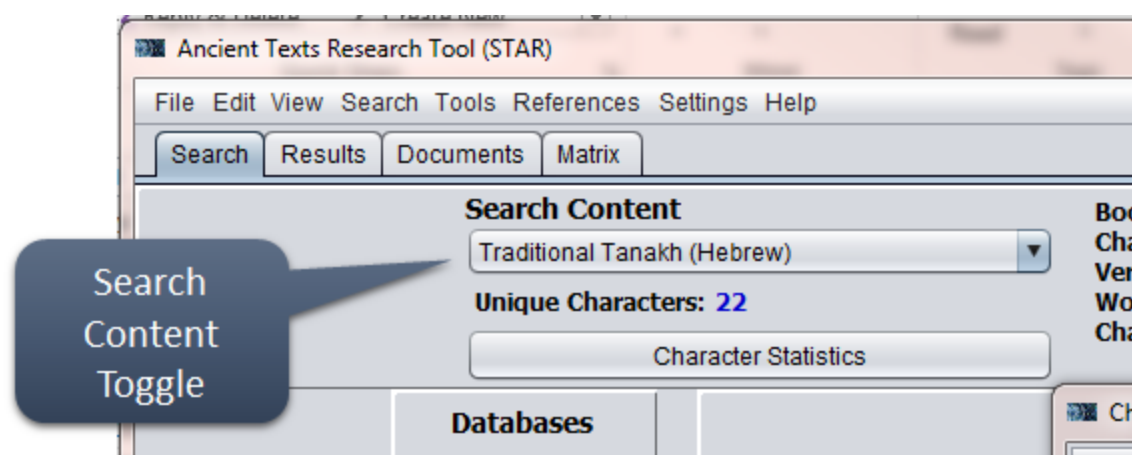 Ancient Texts Research Tool (STAR)
File Edit View Search Tools References Settings Help
Search Results Documents Matrix
Search Content
Traditional Tanakh (Hebrew)
Unique Characters: 22
Character Statistics
Databases
Search
Content
Toggle